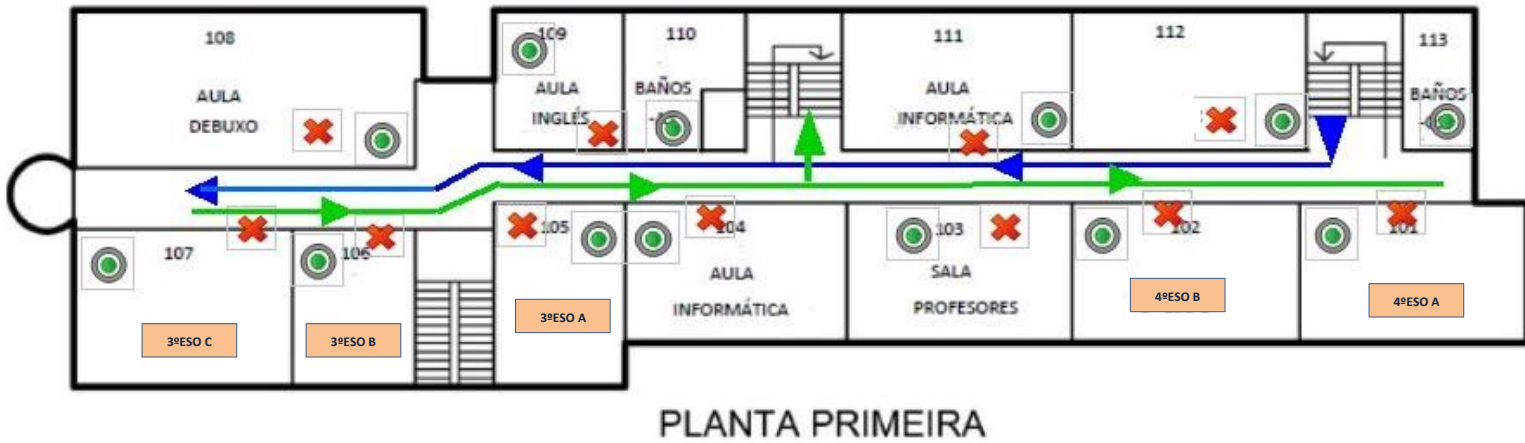 108
AULA
DEBUXO
109
AULA
INGLÉS
110
BAÑOS
111
AULA
INFORMÁTICA
112
113
BAÑOS
107
3ºESO C
106
3ºESO B
105
3ºESO A
104
AULA
INFORMÁTICA
103
SALA
PROFESORES
102
4ºESO B
101
4ºESO A
PLANTA PRIMEIRA